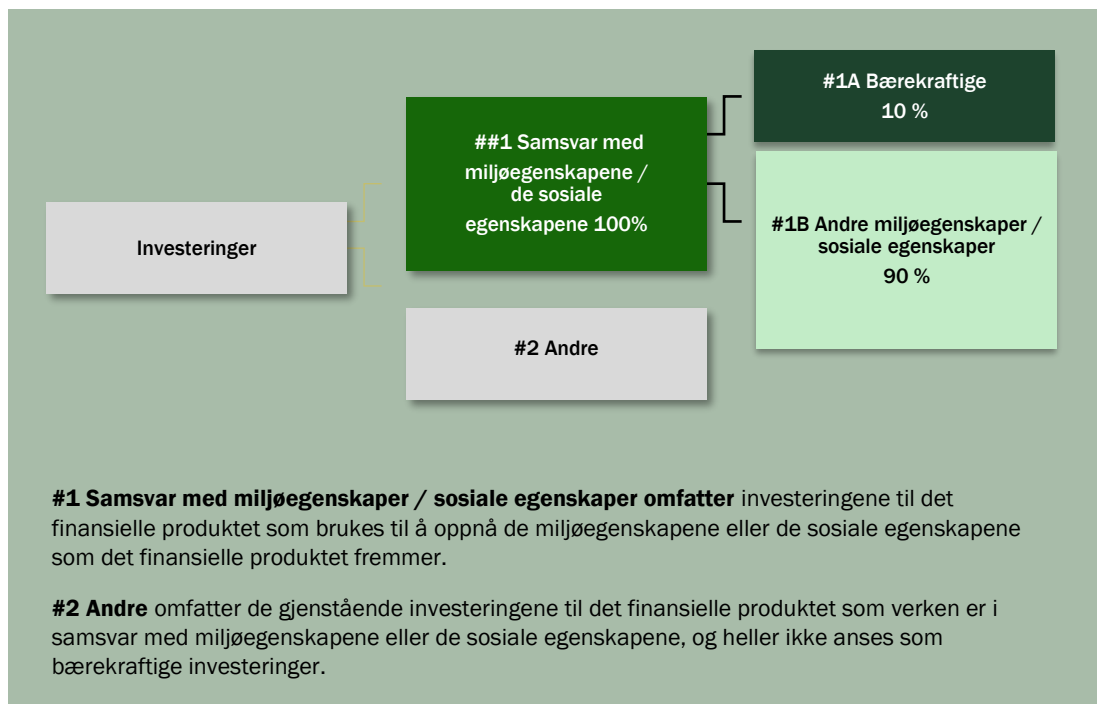 #1A Bærekraftige
10 %
##1 Samsvar med
miljøegenskapene /
de sosiale
egenskapene 100%
Investeringer
#1B Andre miljøegenskaper /
sosiale egenskaper
90 %
#2 Andre
#1 Samsvar med miljøegenskaper / sosiale egenskaper omfatter investeringene til det
finansielle produktet som brukes til å oppnå de miljøegenskapene eller de sosiale egenskapene
som det finansielle produktet fremmer.
#2 Andre omfatter de gjenstående investeringene til det finansielle produktet som verken er i
samsvar med miljøegenskapene eller de sosiale egenskapene, og heller ikke anses som
bærekraftige investeringer.